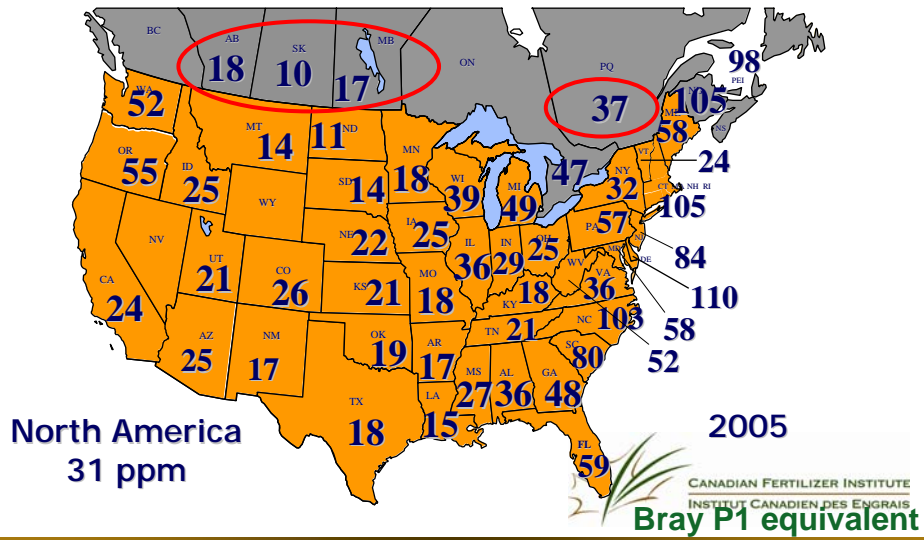 BC
AB
18
SK
10
MB
17
ON
PQ
37
98
PEI
105
NS
WA
52
MT
14
ND
11
MN
18
ME
58
VT
24
OR
55
ID
25
WY
SD
14
WI
39
MI
49
47
NY
32
CT MA NH RI
105
NV
UT
21
CO
26
NE
22
IA
25
IL
36
IN
29
OH
25
PA
57
NJ
84
MD
DE
110
WV
VA
36
CA
24
KS
21
MO
18
KY
18
NC
103
58
52
AZ
25
NM
17
OK
19
AR
17
TN
21
SC
80
MS
27
AL
36
GA
48
TX
18
LA
15
FL
59
North America
31 ppm
2005
CANADIAN FERTILIZER INSTITUTE
INSTITUT CANADIEN DES ENGRAIS
Bray P1 equivalent